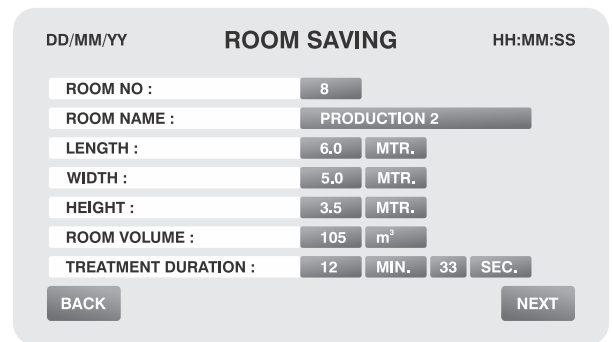 DD/MM/YY ROOM SAVING HH:MM:SS
ROOM NO : 8
ROOM NAME : PRODUCTION 2
LENGTH : 6.0 MTR.
WIDTH : 5.0 MTR.
HEIGHT : 3.5 MTR.
ROOM VOLUME : 105 m³
TREATMENT DURATION : 12 MIN. 33 SEC.
BACK NEXT